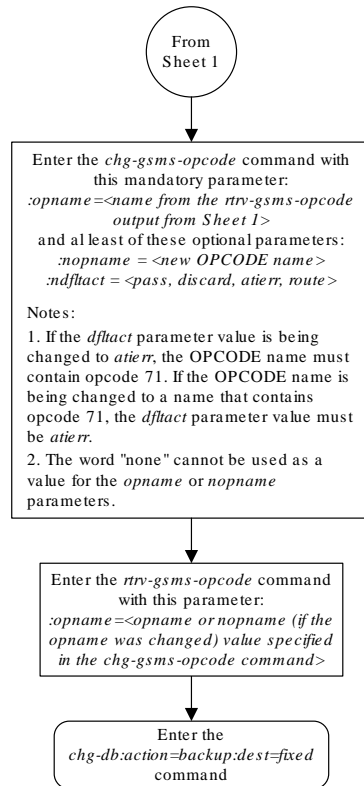 From
Sheet 1
Enter the chg-gsms-opcode command with
this mandatory parameter:
:opname=<name from the rtrv-gsms-opcode
output from Sheet 1>
and al least of these optional parameters:
:nopname = <new OPCODE name>
:ndfltact = <pass, discard, atierr, route>
Notes:
1. If the dfltact parameter value is being
changed to atierr, the OPCODE name must
contain opcode 71. If the OPCODE name is
being changed to a name that contains
opcode 71, the dfltact parameter value must
be atierr.
2. The word "none" cannot be used as a
value for the opname or nopname
parameters.
Enter the rtrv-gsms-opcode command
with this parameter:
:opname=<opname or nopname (if the
opname was changed) value specified
in the chg-gsms-opcode command>
Enter the
chg-db:action=backup:dest=fixed
command